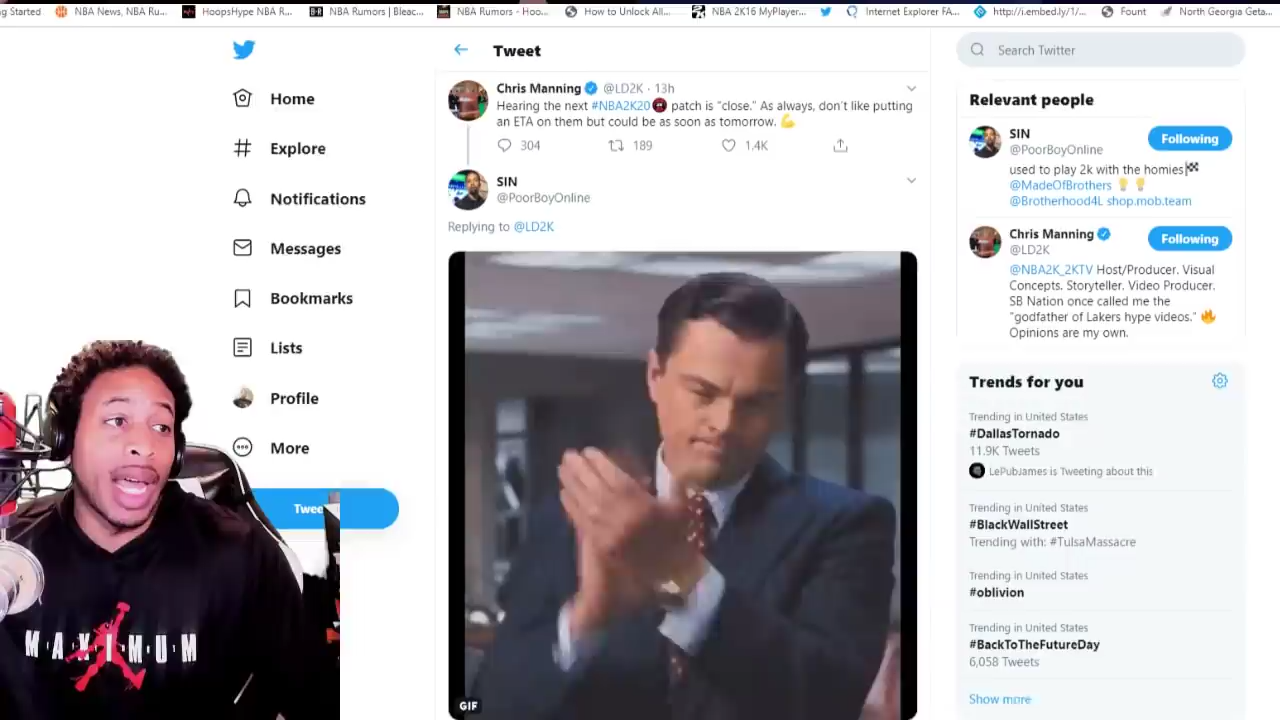 g Started
NBA News, NBA Ru...
HoopsHype NBA R...
NBA Rumors | Bleac...
NBA Rumors - Hoo...
How to Unlock All...
NBA 2K16 MyPlayer...
Internet Explorer FA...
http://i.embed.ly/1/...
Fount
North Georgia Geta...
Tweet
Search Twitter
Home
Explore
Notifications
Messages
Bookmarks
Lists
Profile
More
Twee
Chris Manning @LD2K · 13h
Hearing the next #NBA2K20 patch is "close." As always, don't like putting
an ETA on them but could be as soon as tomorrow.
304 189 1.4K
SIN
@PoorBoyOnline
Replying to @LD2K
GIF
Relevant people
SIN
@PoorBoyOnline
Following
used to play 2k with the homies
@MadeOfBrothers
@Brotherhood4L shop.mob.team
Chris Manning
@LD2K
Following
@NBA2K_2KTV Host/Producer. Visual
Concepts. Storyteller. Video Producer.
SB Nation once called me the
"godfather of Lakers hype videos."
Opinions are my own.
Trends for you
Trending in United States
#DallasTornado
11.9K Tweets
LePubJames is Tweeting about this
Trending in United States
#BlackWallStreet
Trending with: #TulsaMassacre
Trending in United States
#oblivion
Trending in United States
#BackToTheFutureDay
6,058 Tweets
Show more
MAXIMUM